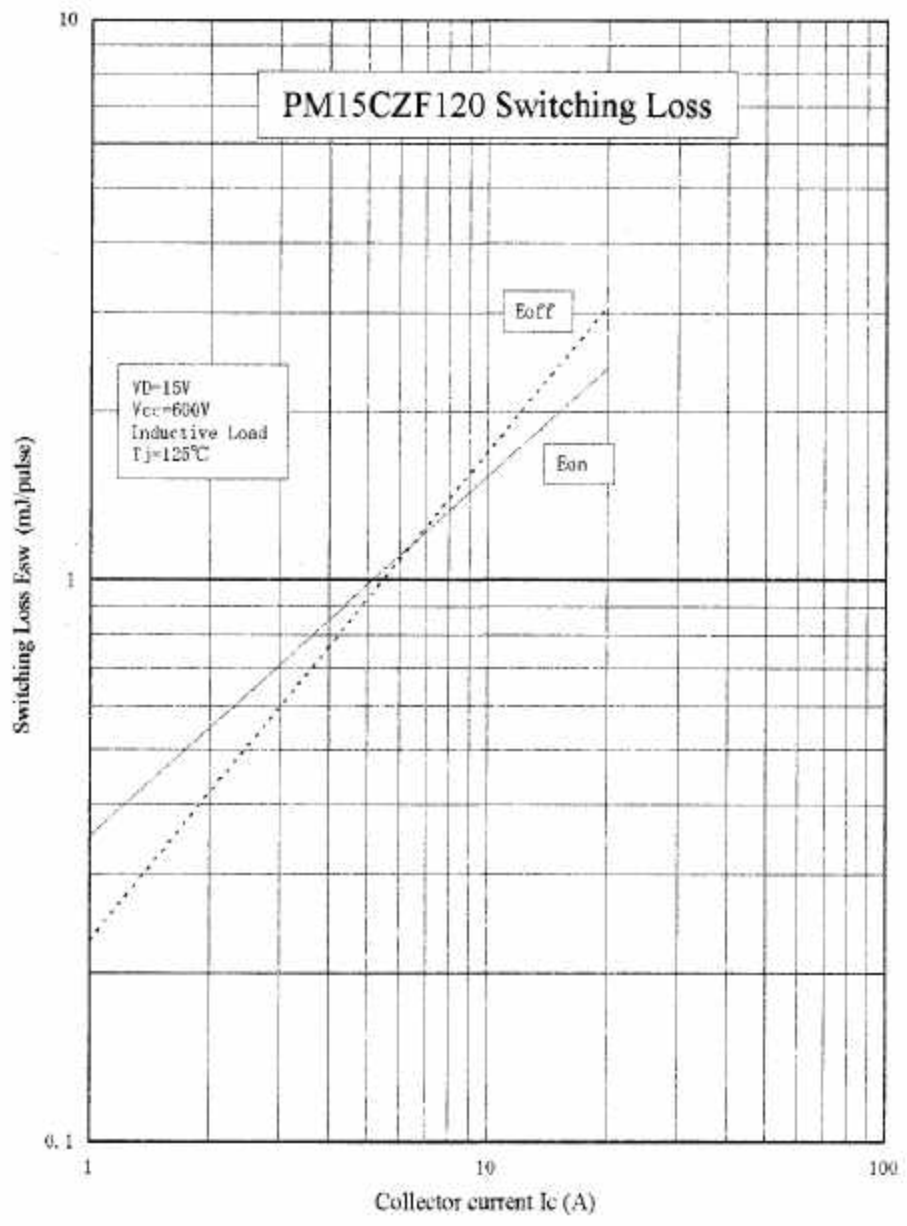 10
PM15CZF120 Switching Loss
Eoff
VD=15V
Vcc=600V
Inductive Load
Tj=125℃
Eon
Switching Loss Esw (mJ/pulse)
1
0.1
1
10
100
Collector current Ic (A)